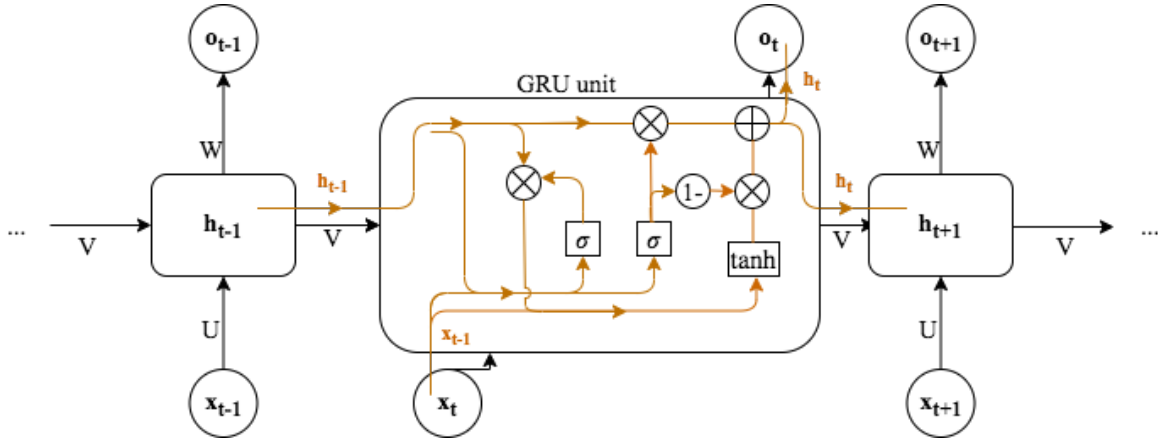 o_t-1
o_t
o_t+1
GRU unit
h_t
W
W
h_t-1
h_t
1-
...
V
h_t-1
V
σ
σ
tanh
V
h_t+1
V
...
U
x_t-1
U
x_t-1
x_t
x_t+1